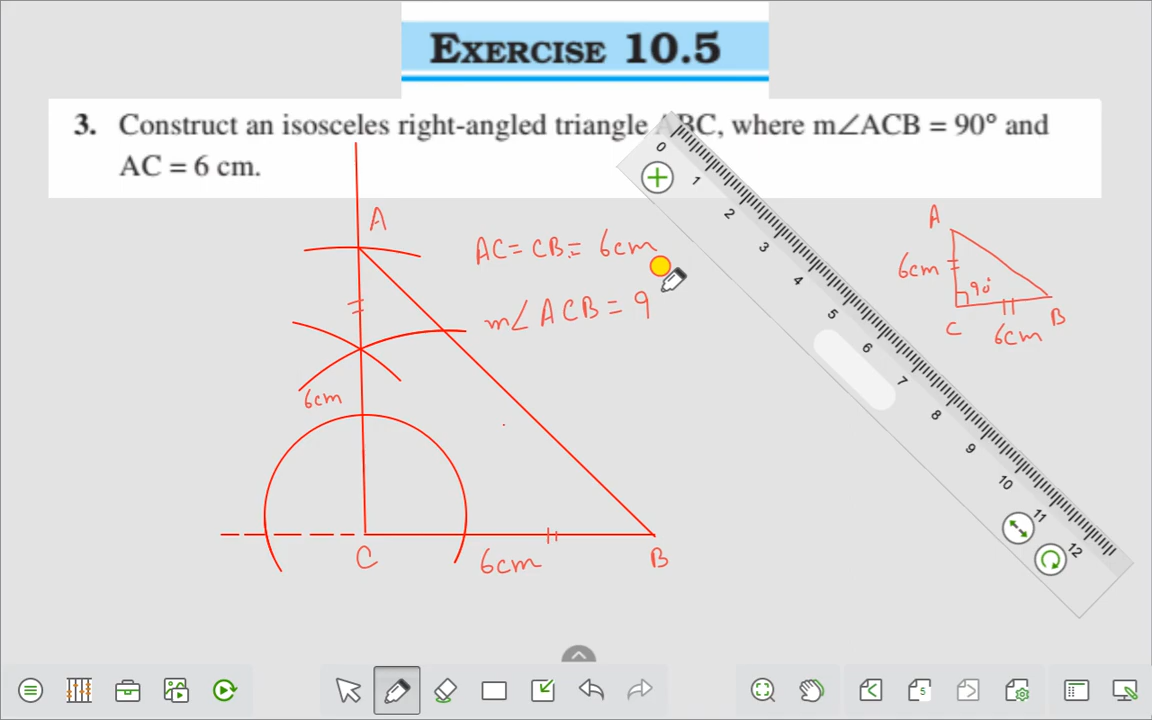 EXERCISE 10.5
3. Construct an isosceles right-angled triangle ABC, where m∠ACB = 90° and
AC = 6 cm.
A
AC = CB = 6cm
m∠ACB = 9
6cm
C
6cm
B
A
6cm
90°
C
6cm
B
0
1
2
3
4
5
6
7
8
9
10
11
12
5